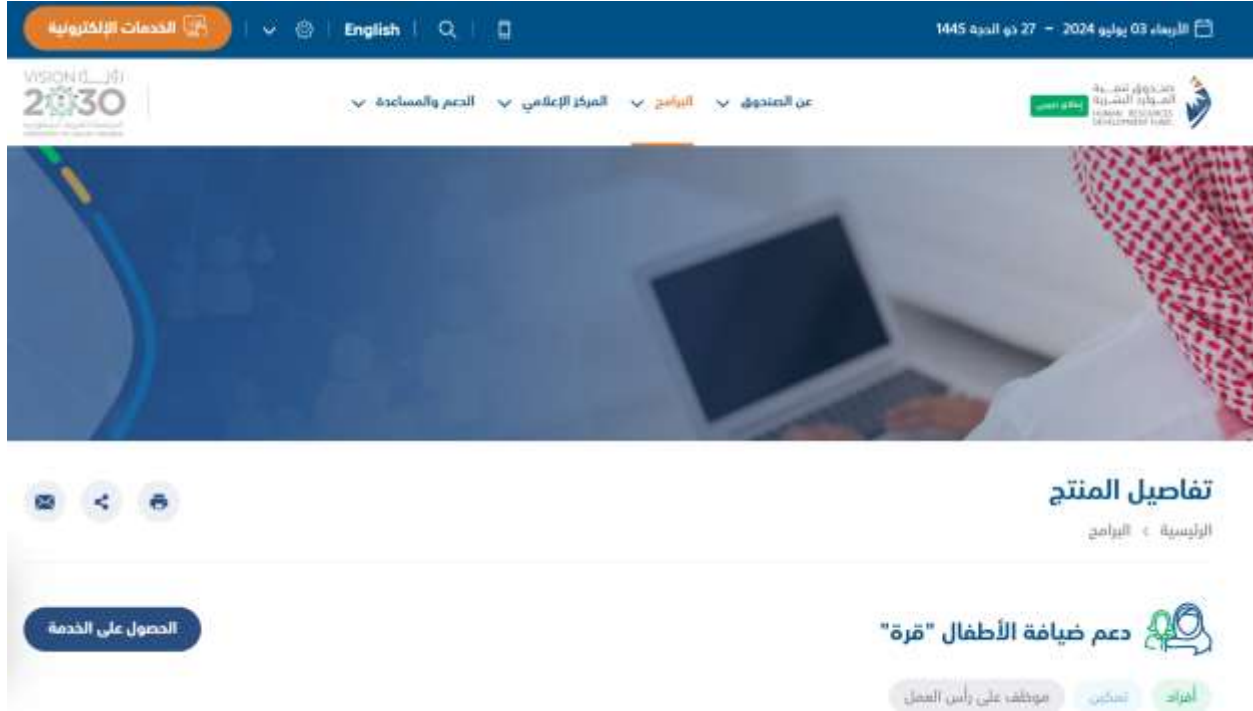 الأربعاء 03 يوليو 2024 - 27 ذو الحجة 1445
English
الخدمات الإلكترونية
صندوق تنمية
الموارد البشرية
HUMAN RESOURCES
DEVELOPMENT FUND
عن الصندوق
البرامج
المركز الإعلامي
الدعم والمساعدة
VISION رؤيــة
2030
تفاصيل المنتج
الرئيسية > البرامج
دعم ضيافة الأطفال "قرة"
الحصول على الخدمة
أفراد
تمكين
موظف على رأس العمل